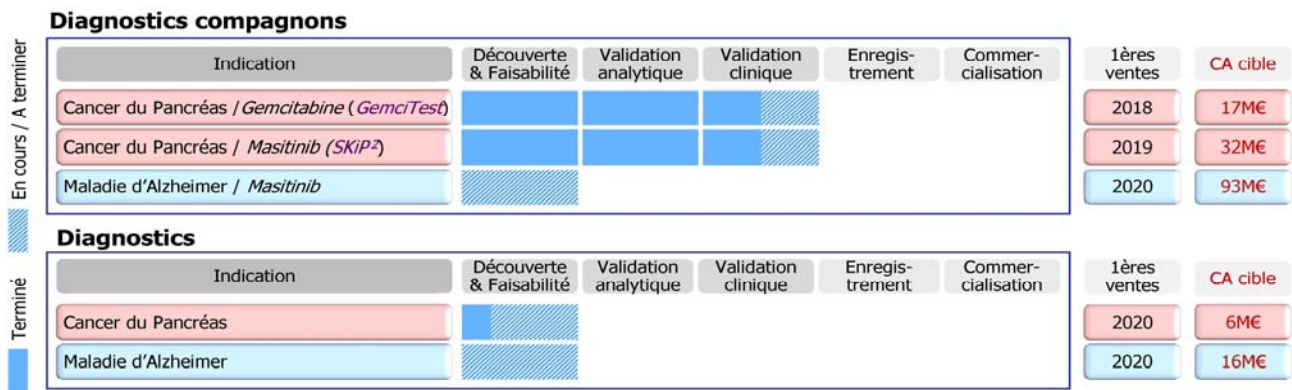 Diagnostics compagnons
Indication
Découverte
& Faisabilité
Validation
analytique
Validation
clinique
Enregis-
trement
Commer-
cialisation
1ères
ventes
CA cible
Cancer du Pancréas / Gemcitabine ( GemciTest)
2018
17M€
Cancer du Pancréas / Masitinib (SKiP²)
2019
32M€
Maladie d'Alzheimer / Masitinib
2020
93M€
Diagnostics
Indication
Découverte
& Faisabilité
Validation
analytique
Validation
clinique
Enregis-
trement
Commer-
cialisation
1ères
ventes
CA cible
Cancer du Pancréas
2020
6M€
Maladie d'Alzheimer
2020
16M€
En cours / A terminer
Terminé